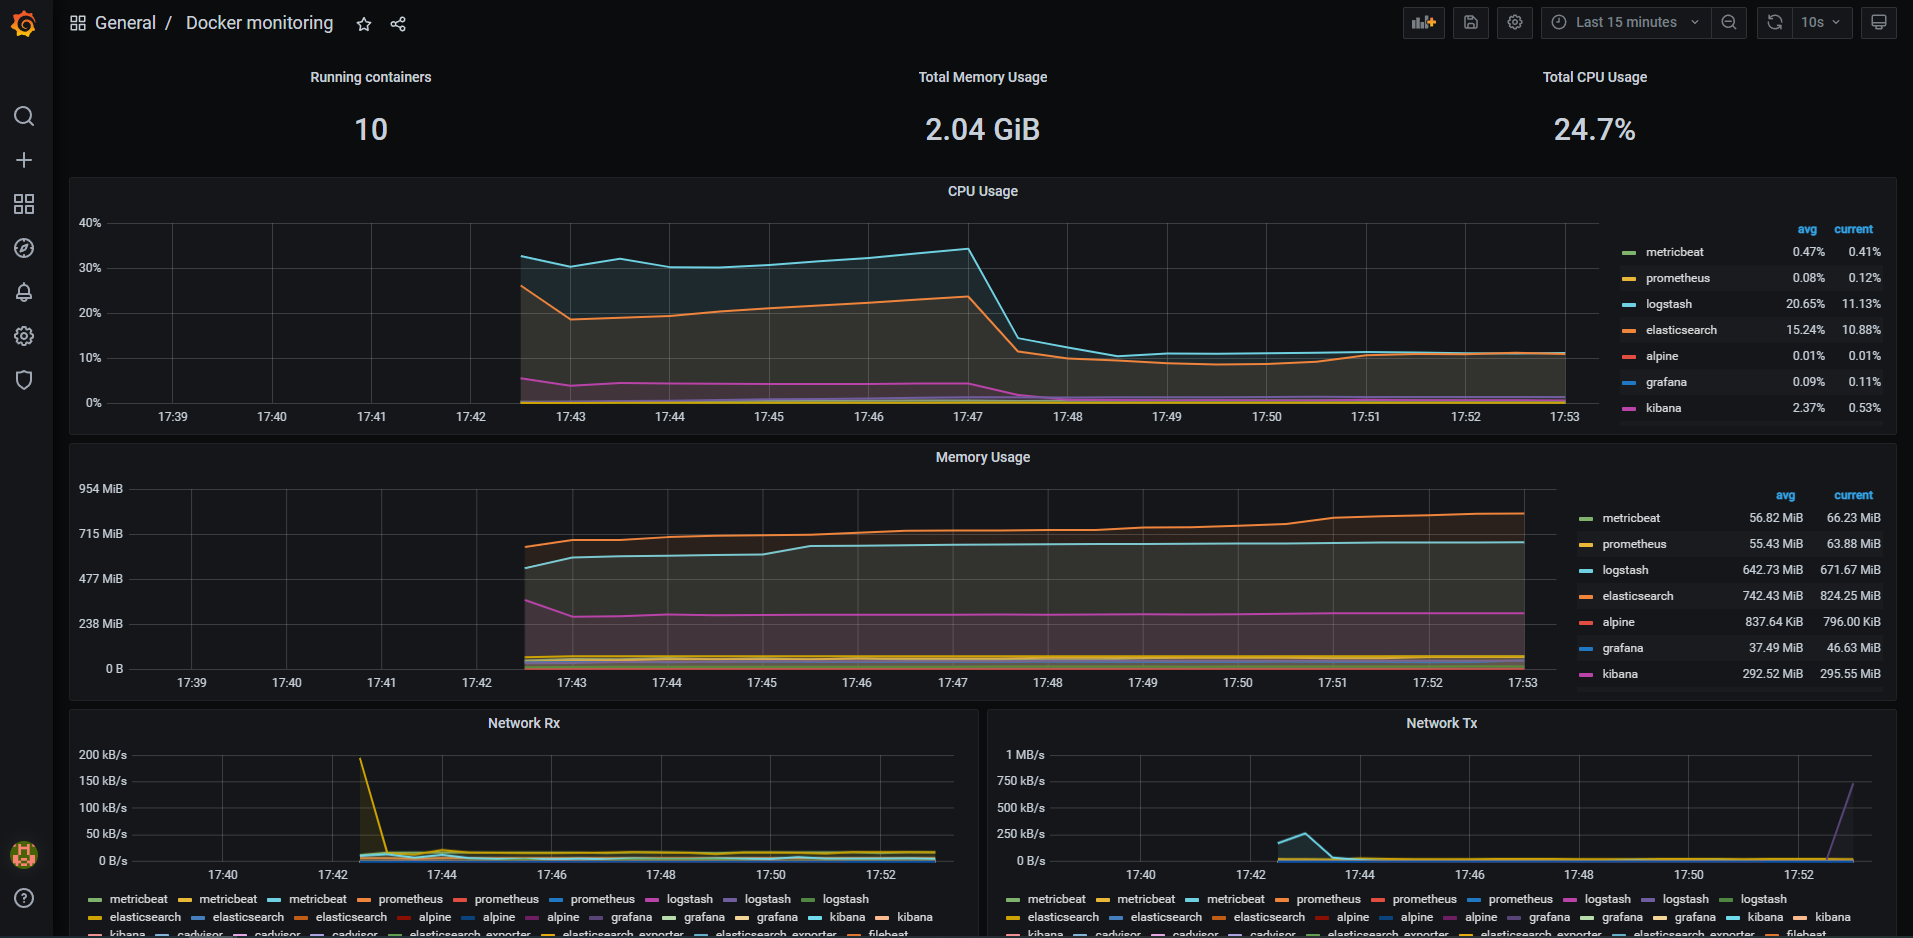 General / Docker monitoring
Last 15 minutes
10s
Running containers
10
Total Memory Usage
2.04 GiB
Total CPU Usage
24.7%
CPU Usage
40%
30%
20%
10%
0%
17:39 17:40 17:41 17:42 17:43 17:44 17:45 17:46 17:47 17:48 17:49 17:50 17:51 17:52 17:53
avg current
metricbeat 0.47% 0.41%
prometheus 0.08% 0.12%
logstash 20.65% 11.13%
elasticsearch 15.24% 10.88%
alpine 0.01% 0.01%
grafana 0.09% 0.11%
kibana 2.37% 0.53%
Memory Usage
954 MiB
715 MiB
477 MiB
238 MiB
0 B
17:39 17:40 17:41 17:42 17:43 17:44 17:45 17:46 17:47 17:48 17:49 17:50 17:51 17:52 17:53
avg current
metricbeat 56.82 MiB 66.23 MiB
prometheus 55.43 MiB 63.88 MiB
logstash 642.73 MiB 671.67 MiB
elasticsearch 742.43 MiB 824.25 MiB
alpine 837.64 KiB 796.00 KiB
grafana 37.49 MiB 46.63 MiB
kibana 292.52 MiB 295.55 MiB
Network Rx
200 kB/s
150 kB/s
100 kB/s
50 kB/s
0 B/s
17:40 17:42 17:44 17:46 17:48 17:50 17:52
metricbeat metricbeat metricbeat prometheus prometheus prometheus logstash logstash logstash
elasticsearch elasticsearch elasticsearch alpine alpine alpine grafana grafana grafana kibana kibana
kibana cadvisor cadvisor cadvisor elasticsearch_exporter elasticsearch_exporter elasticsearch_exporter filebeat
Network Tx
1 MB/s
750 kB/s
500 kB/s
250 kB/s
0 B/s
17:40 17:42 17:44 17:46 17:48 17:50 17:52
metricbeat metricbeat metricbeat prometheus prometheus prometheus logstash logstash logstash
elasticsearch elasticsearch elasticsearch alpine alpine alpine grafana grafana grafana kibana kibana
kibana cadvisor cadvisor cadvisor elasticsearch_exporter elasticsearch_exporter elasticsearch_exporter filebeat